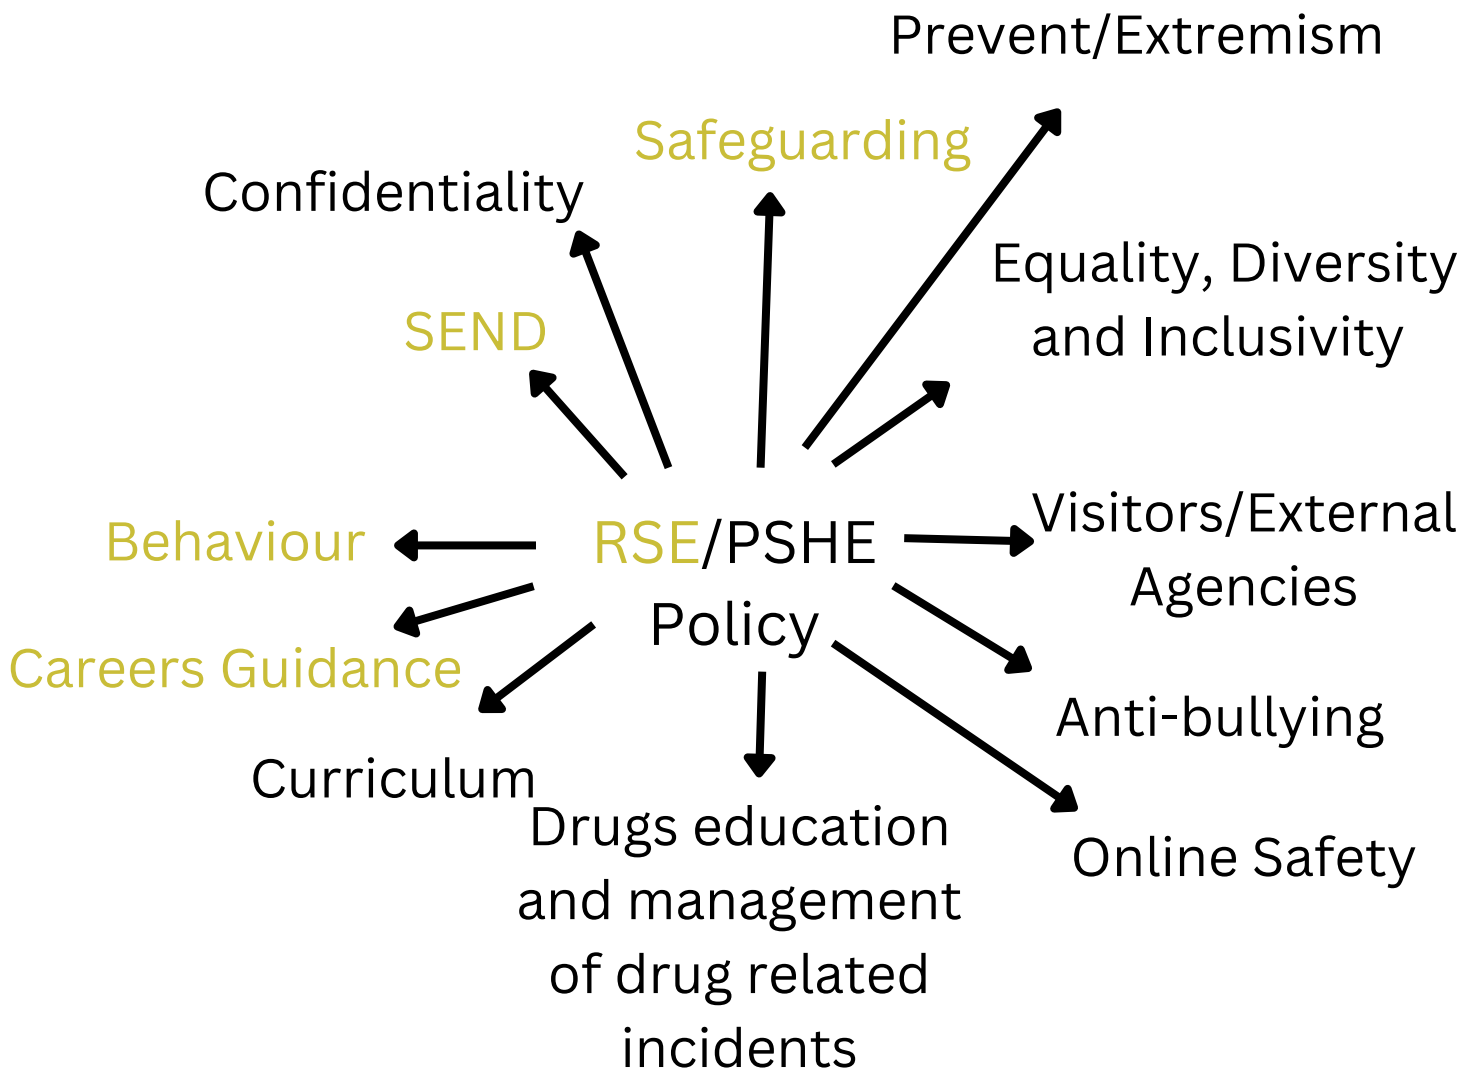 Prevent/Extremism
Safeguarding
Confidentiality
Equality, Diversity
and Inclusivity
SEND
Visitors/External
Agencies
Behaviour
RSE/PSHE
Policy
Careers Guidance
Anti-bullying
Curriculum
Drugs education
and management
of drug related
incidents
Online Safety